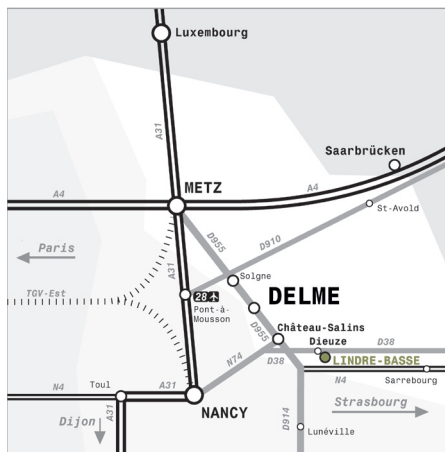 Luxembourg
A31
Saarbrücken
METZ
A4
A4
St-Avold
D955
D910
Paris
A31
Solgne
28
TGV-Est
Pont-à-
Mousson
DELME
D955
Château-Salins
Dieuze
D38
N74
D38
LINDRE-BASSE
N4
Toul
A31
N4
Sarrebourg
NANCY
Strasbourg
A31
Dijon
D914
Lunéville